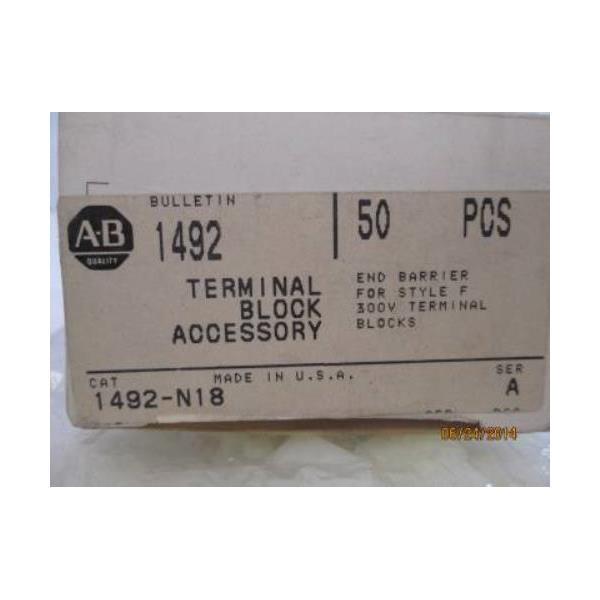 BULLETIN
A-B
QUALITY
1492
50 PCS
TERMINAL
BLOCK
ACCESSORY
END BARRIER
FOR STYLE F
300V TERMINAL
BLOCKS
CAT
MADE IN U.S.A.
SER
1492-N18
A
06/24/2014